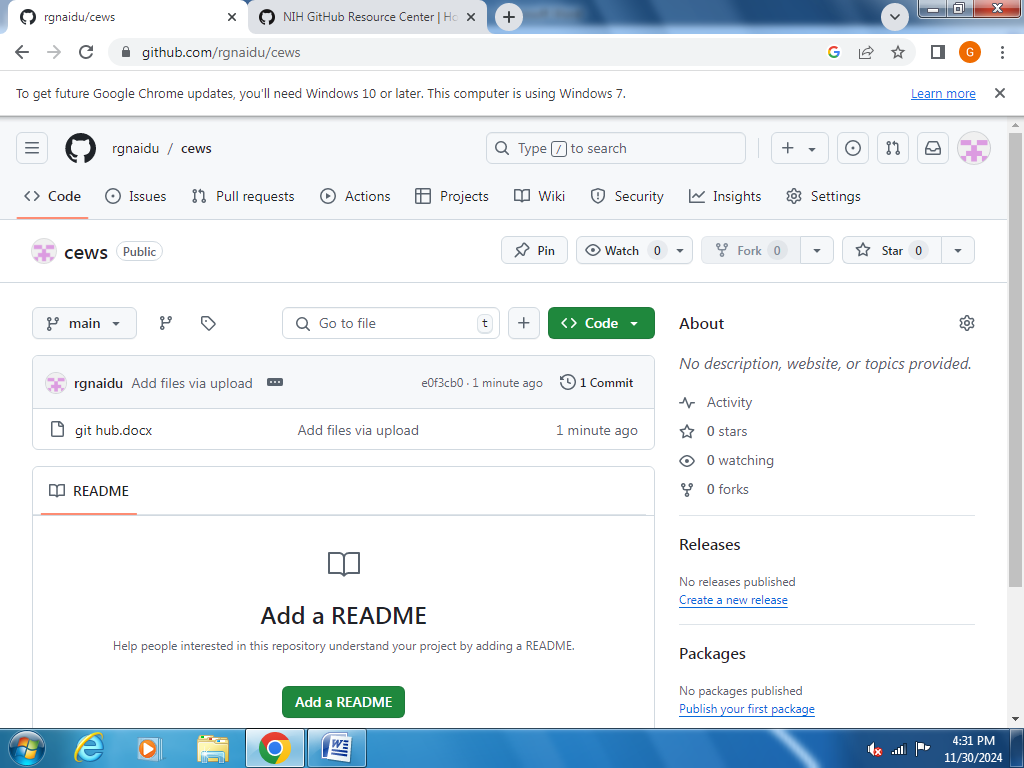 rgnaidu/cews
NIH GitHub Resource Center | Ho
github.com/rgnaidu/cews
G
To get future Google Chrome updates, you'll need Windows 10 or later. This computer is using Windows 7.
Learn more
rgnaidu / cews
Type / to search
Code
Issues
Pull requests
Actions
Projects
Wiki
Security
Insights
Settings
cews Public
Pin
Watch 0
Fork 0
Star 0
main
Go to file t
Code
rgnaidu Add files via upload
e0f3cb0 · 1 minute ago
1 Commit
git hub.docx
Add files via upload
1 minute ago
README
Add a README
Help people interested in this repository understand your project by adding a README.
Add a README
About
No description, website, or topics provided.
Activity
0 stars
0 watching
0 forks
Releases
No releases published
Create a new release
Packages
No packages published
Publish your first package
4:31 PM
11/30/2024